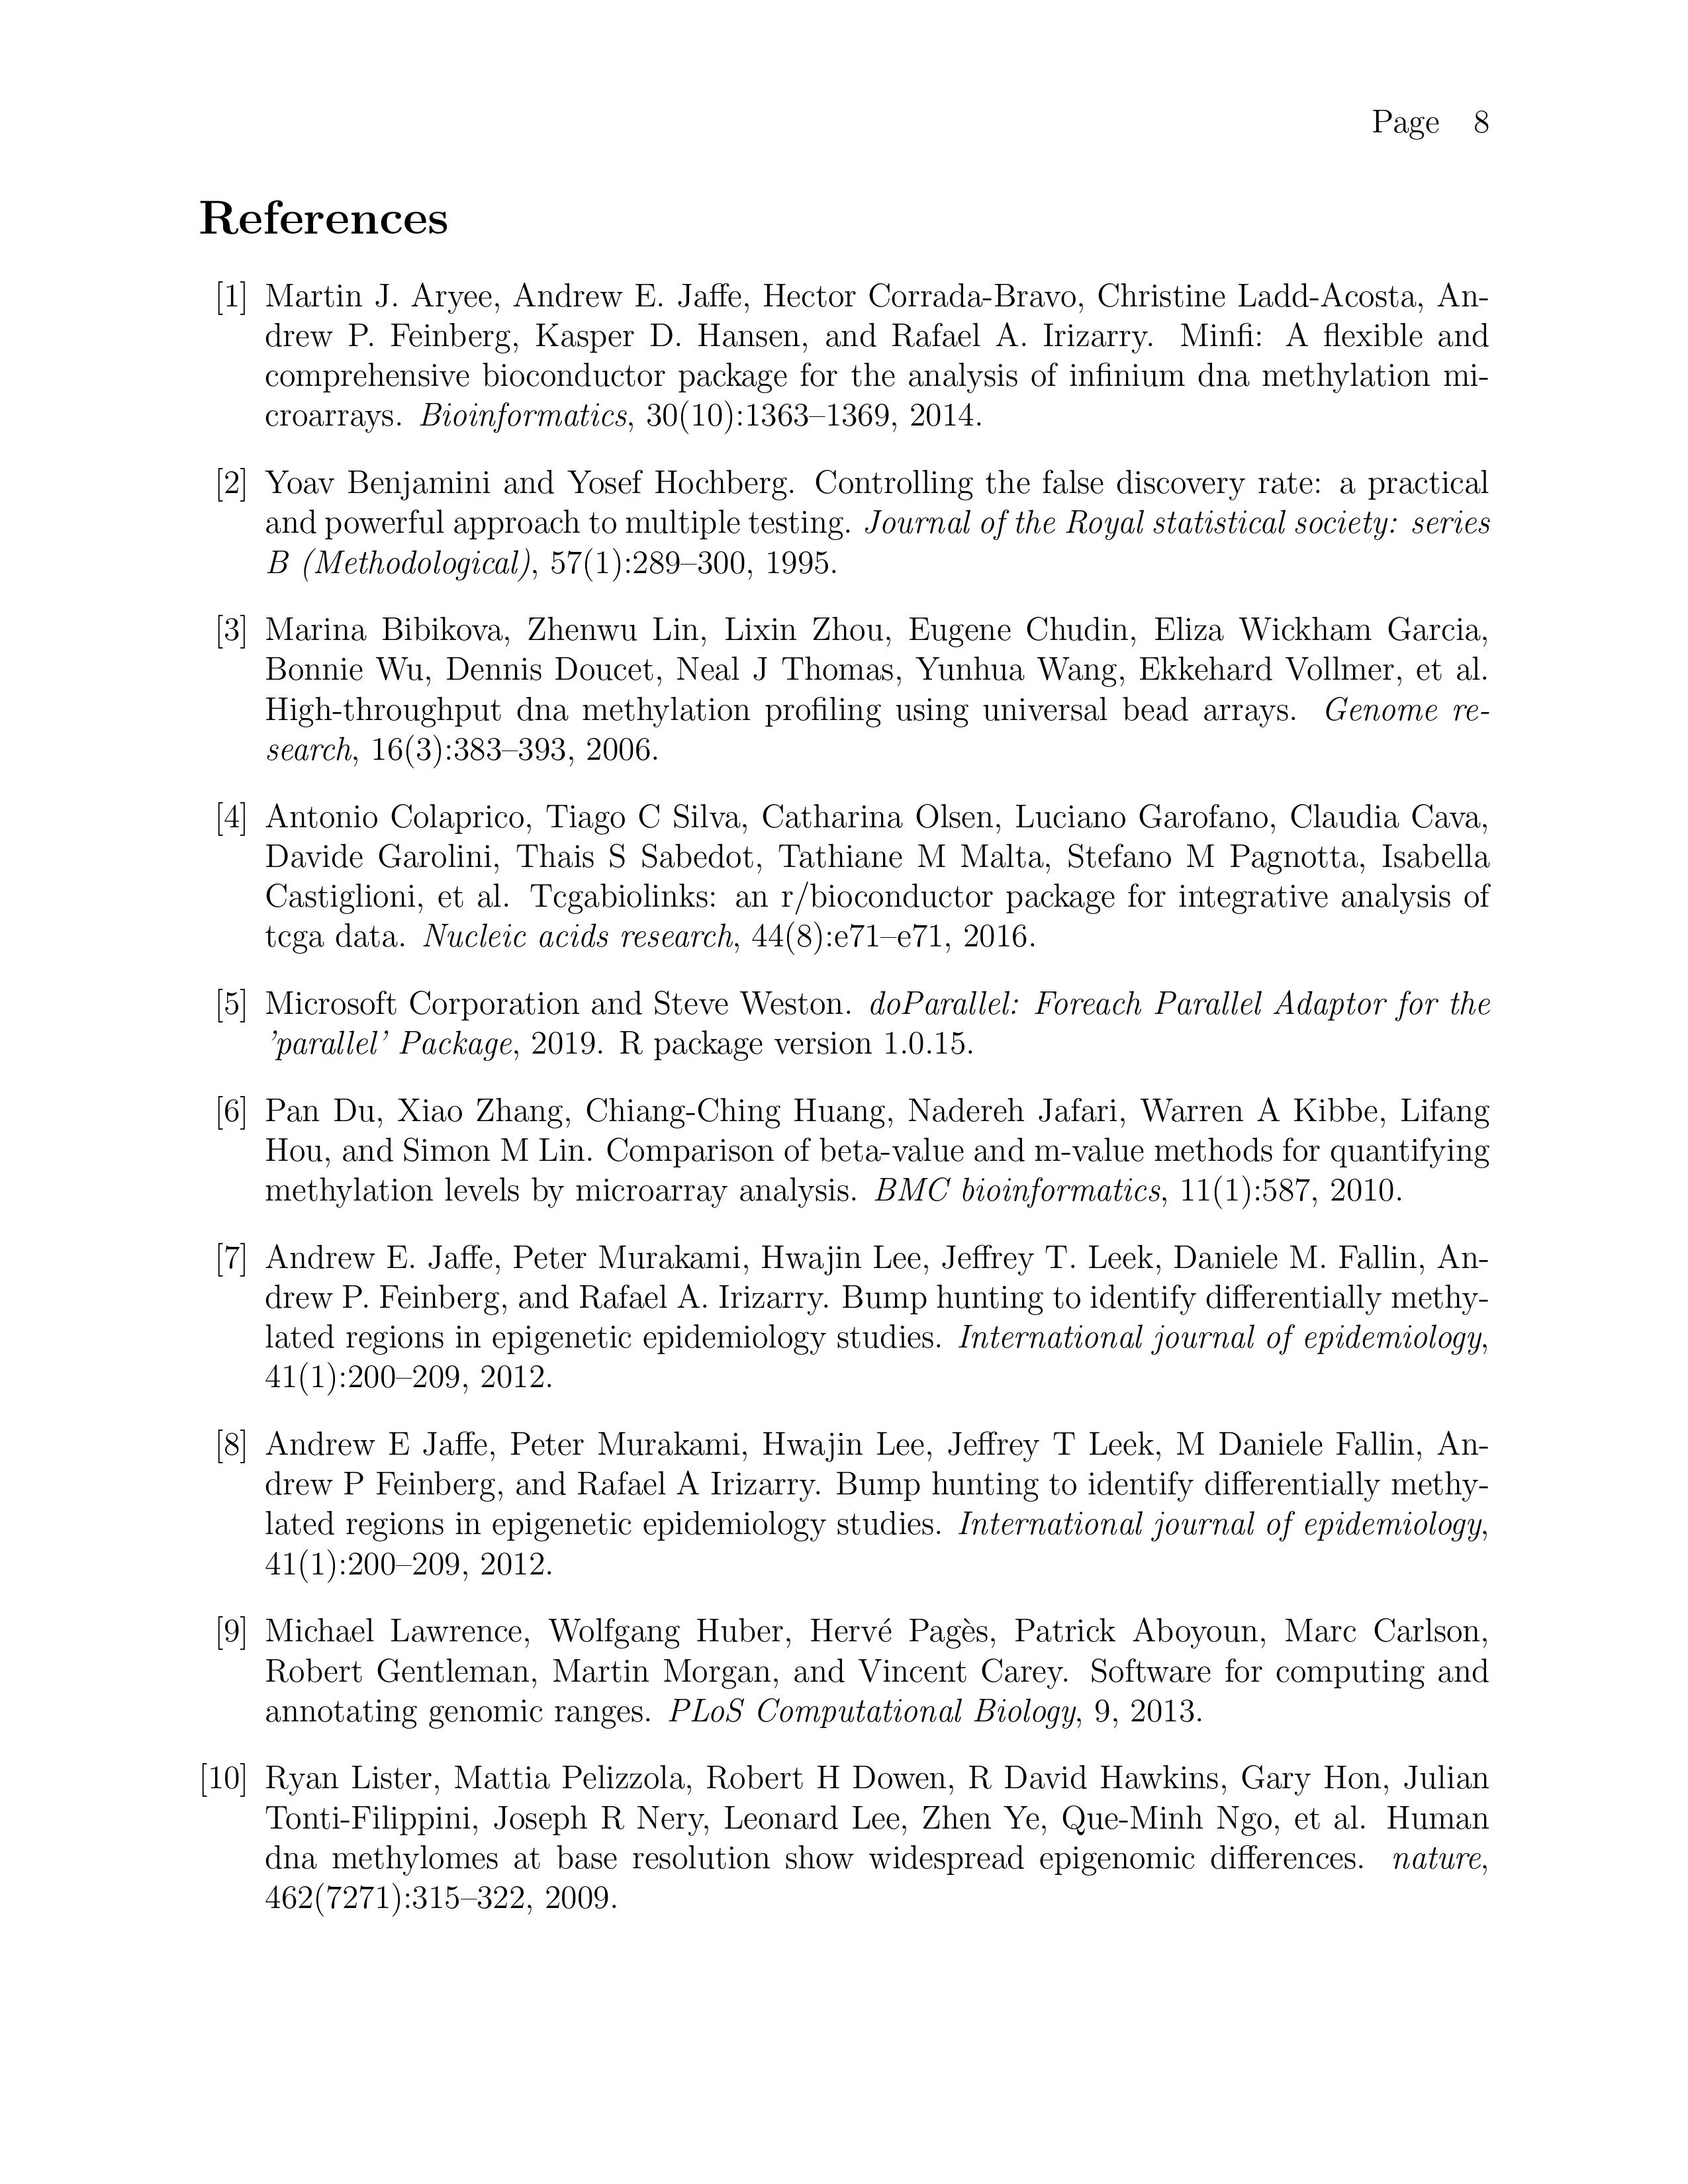 Page 8
References
[1] Martin J. Aryee, Andrew E. Jaffe, Hector Corrada-Bravo, Christine Ladd-Acosta, An-
drew P. Feinberg, Kasper D. Hansen, and Rafael A. Irizarry. Minfi: A flexible and
comprehensive bioconductor package for the analysis of infinium dna methylation mi-
croarrays. Bioinformatics, 30(10):1363–1369, 2014.
[2] Yoav Benjamini and Yosef Hochberg. Controlling the false discovery rate: a practical
and powerful approach to multiple testing. Journal of the Royal statistical society: series
B (Methodological), 57(1):289–300, 1995.
[3] Marina Bibikova, Zhenwu Lin, Lixin Zhou, Eugene Chudin, Eliza Wickham Garcia,
Bonnie Wu, Dennis Doucet, Neal J Thomas, Yunhua Wang, Ekkehard Vollmer, et al.
High-throughput dna methylation profiling using universal bead arrays. Genome re-
search, 16(3):383–393, 2006.
[4] Antonio Colaprico, Tiago C Silva, Catharina Olsen, Luciano Garofano, Claudia Cava,
Davide Garolini, Thais S Sabedot, Tathiane M Malta, Stefano M Pagnotta, Isabella
Castiglioni, et al. Tcgabiolinks: an r/bioconductor package for integrative analysis of
tcga data. Nucleic acids research, 44(8):e71–e71, 2016.
[5] Microsoft Corporation and Steve Weston. doParallel: Foreach Parallel Adaptor for the
’parallel’ Package, 2019. R package version 1.0.15.
[6] Pan Du, Xiao Zhang, Chiang-Ching Huang, Nadereh Jafari, Warren A Kibbe, Lifang
Hou, and Simon M Lin. Comparison of beta-value and m-value methods for quantifying
methylation levels by microarray analysis. BMC bioinformatics, 11(1):587, 2010.
[7] Andrew E. Jaffe, Peter Murakami, Hwajin Lee, Jeffrey T. Leek, Daniele M. Fallin, An-
drew P. Feinberg, and Rafael A. Irizarry. Bump hunting to identify differentially methy-
lated regions in epigenetic epidemiology studies. International journal of epidemiology,
41(1):200–209, 2012.
[8] Andrew E Jaffe, Peter Murakami, Hwajin Lee, Jeffrey T Leek, M Daniele Fallin, An-
drew P Feinberg, and Rafael A Irizarry. Bump hunting to identify differentially methy-
lated regions in epigenetic epidemiology studies. International journal of epidemiology,
41(1):200–209, 2012.
[9] Michael Lawrence, Wolfgang Huber, Hervé Pagès, Patrick Aboyoun, Marc Carlson,
Robert Gentleman, Martin Morgan, and Vincent Carey. Software for computing and
annotating genomic ranges. PLoS Computational Biology, 9, 2013.
[10] Ryan Lister, Mattia Pelizzola, Robert H Dowen, R David Hawkins, Gary Hon, Julian
Tonti-Filippini, Joseph R Nery, Leonard Lee, Zhen Ye, Que-Minh Ngo, et al. Human
dna methylomes at base resolution show widespread epigenomic differences. nature,
462(7271):315–322, 2009.